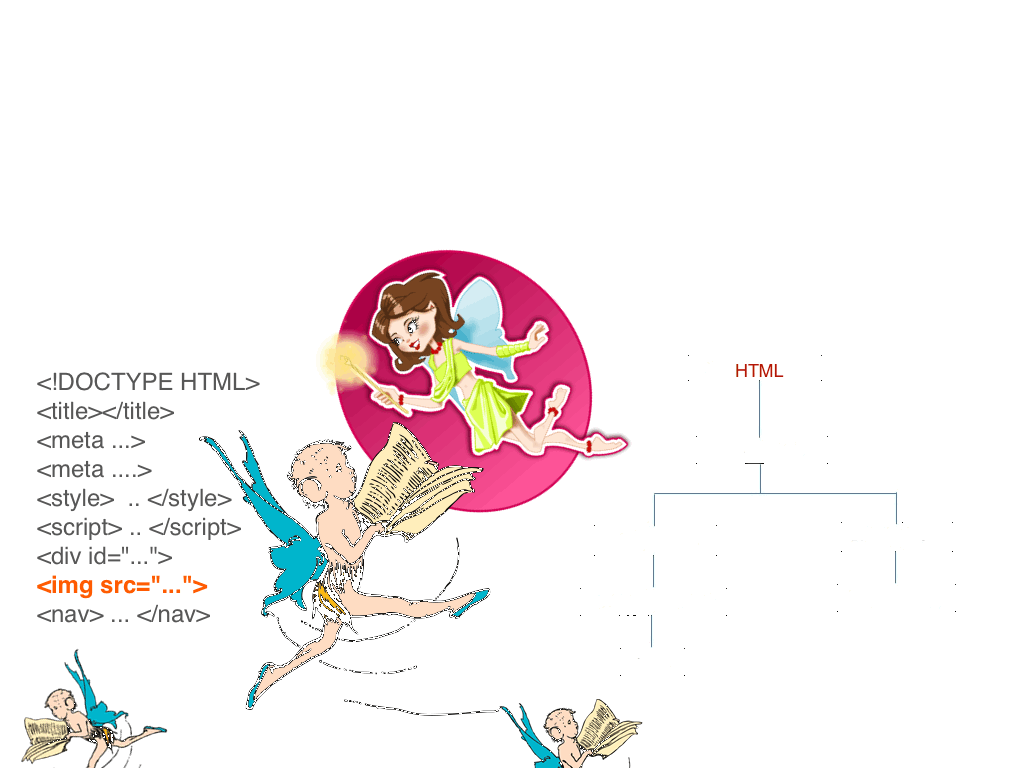 <!DOCTYPE HTML>
<title></title>
<meta ...>
<meta ....>
<style>  .. </style>
<script> .. </script>
<div id="...">
<img src="...">
<nav> ... </nav>
HTML